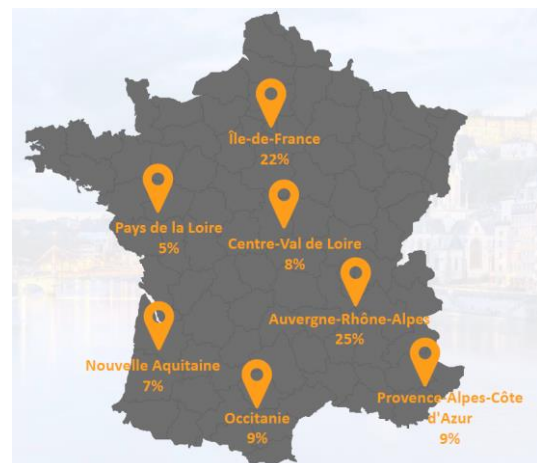 Île-de-France
22%
Pays de la Loire
5%
Centre-Val de Loire
8%
Auvergne-Rhône-Alpes
25%
Nouvelle Aquitaine
7%
Occitanie
9%
Provence-Alpes-Côte
d'Azur
9%